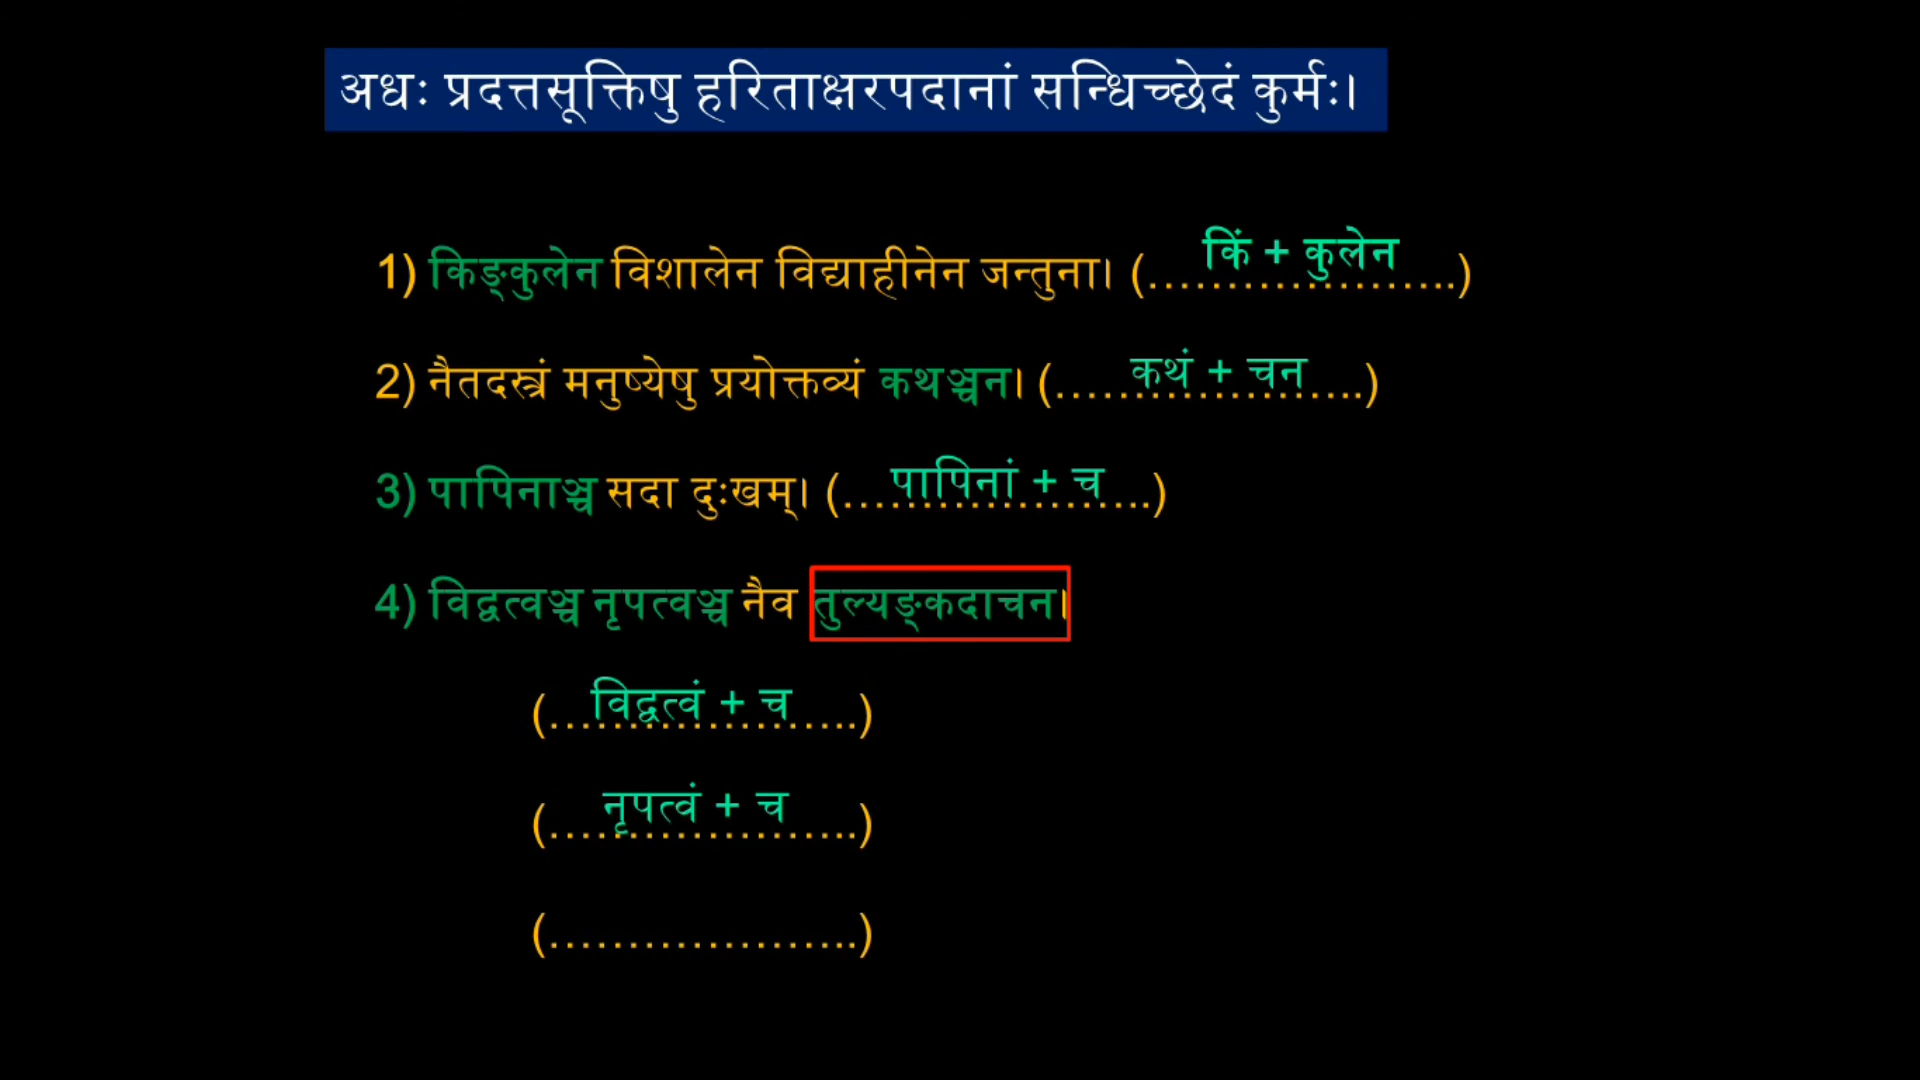 अधः प्रदत्तसूक्तिषु हरिताक्षरपदानां सन्धिच्छेदं कुर्मः।
1) किङ्कुलेन विशालेन विद्याहीनेन जन्तुना। (.....किं + कुलेन.....)
2) नैतदस्त्रं मनुष्येषु प्रयोक्तव्यं कथञ्चन। (.....कथं + चन.....)
3) पापिनाञ्च सदा दुःखम्। (.....पापिनां + च.....)
4) विद्वत्वञ्च नृपत्वञ्च नैव तुल्यङ्कदाचन।
(.....विद्वत्वं + च.....)
(.....नृपत्वं + च.....)
(........................)